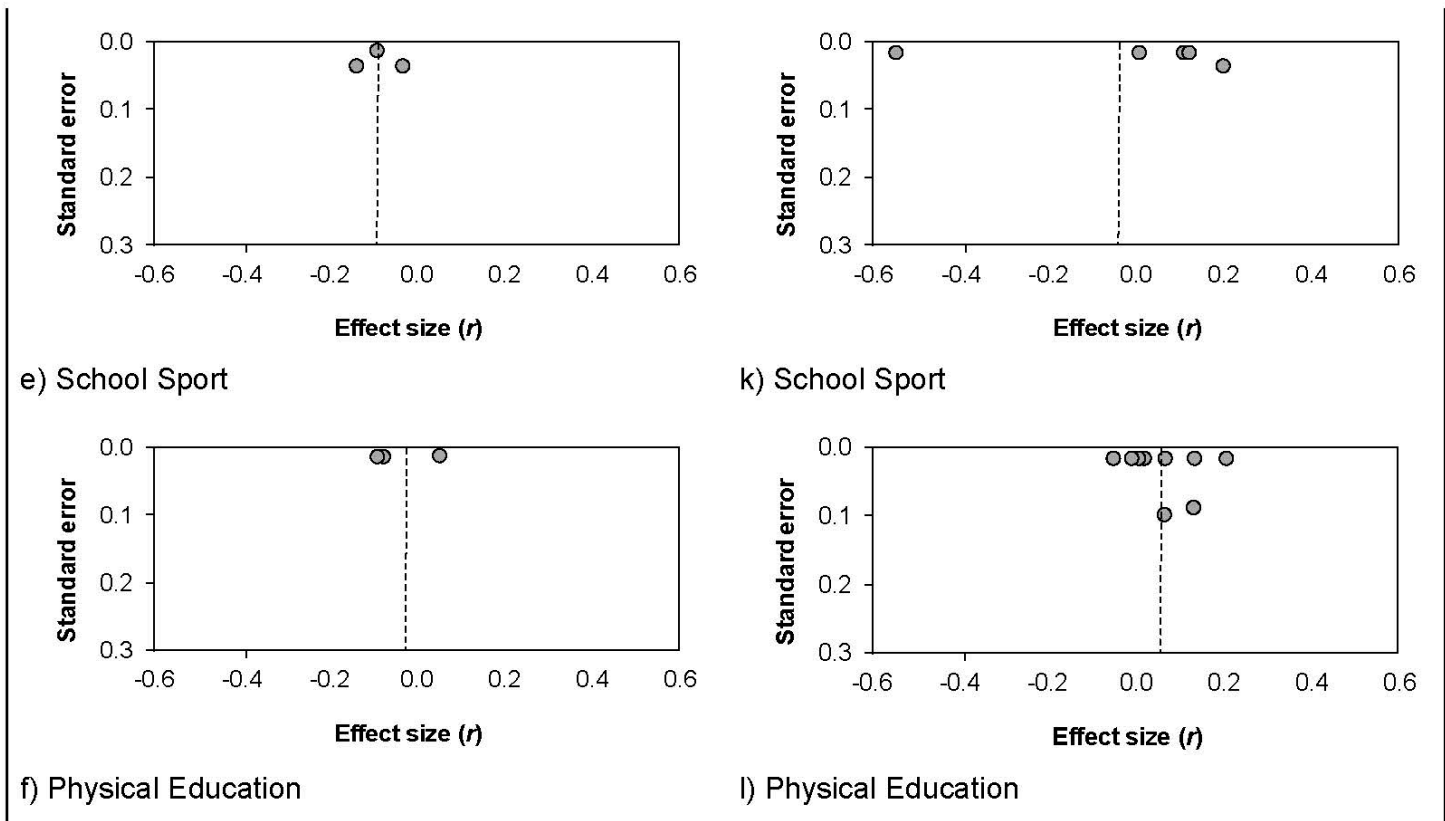 0.0
0.1
0.2
0.3
Standard error
-0.6 -0.4 -0.2 0.0 0.2 0.4 0.6
Effect size (r)
e) School Sport
0.0
0.1
0.2
0.3
Standard error
-0.6 -0.4 -0.2 0.0 0.2 0.4 0.6
Effect size (r)
k) School Sport
0.0
0.1
0.2
0.3
Standard error
-0.6 -0.4 -0.2 0.0 0.2 0.4 0.6
Effect size (r)
f) Physical Education
0.0
0.1
0.2
0.3
Standard error
-0.6 -0.4 -0.2 0.0 0.2 0.4 0.6
Effect size (r)
l) Physical Education